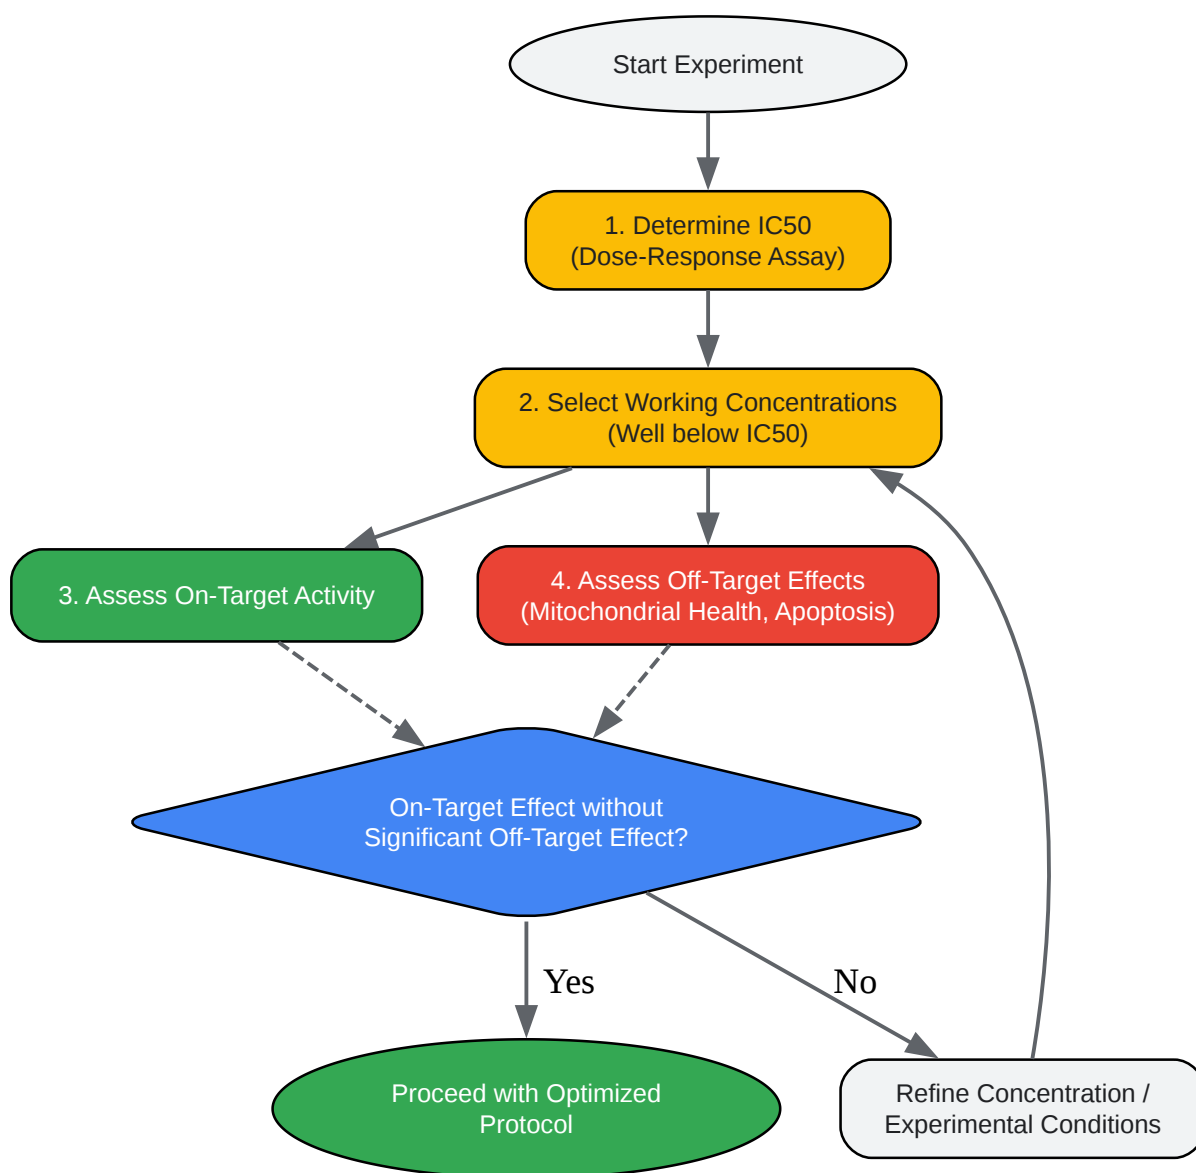 Start Experiment
1. Determine IC50
(Dose-Response Assay)
2. Select Working Concentrations
(Well below IC50)
3. Assess On-Target Activity
4. Assess Off-Target Effects
(Mitochondrial Health, Apoptosis)
On-Target Effect without
Significant Off-Target Effect?
Yes
No
Proceed with Optimized
Protocol
Refine Concentration /
Experimental Conditions